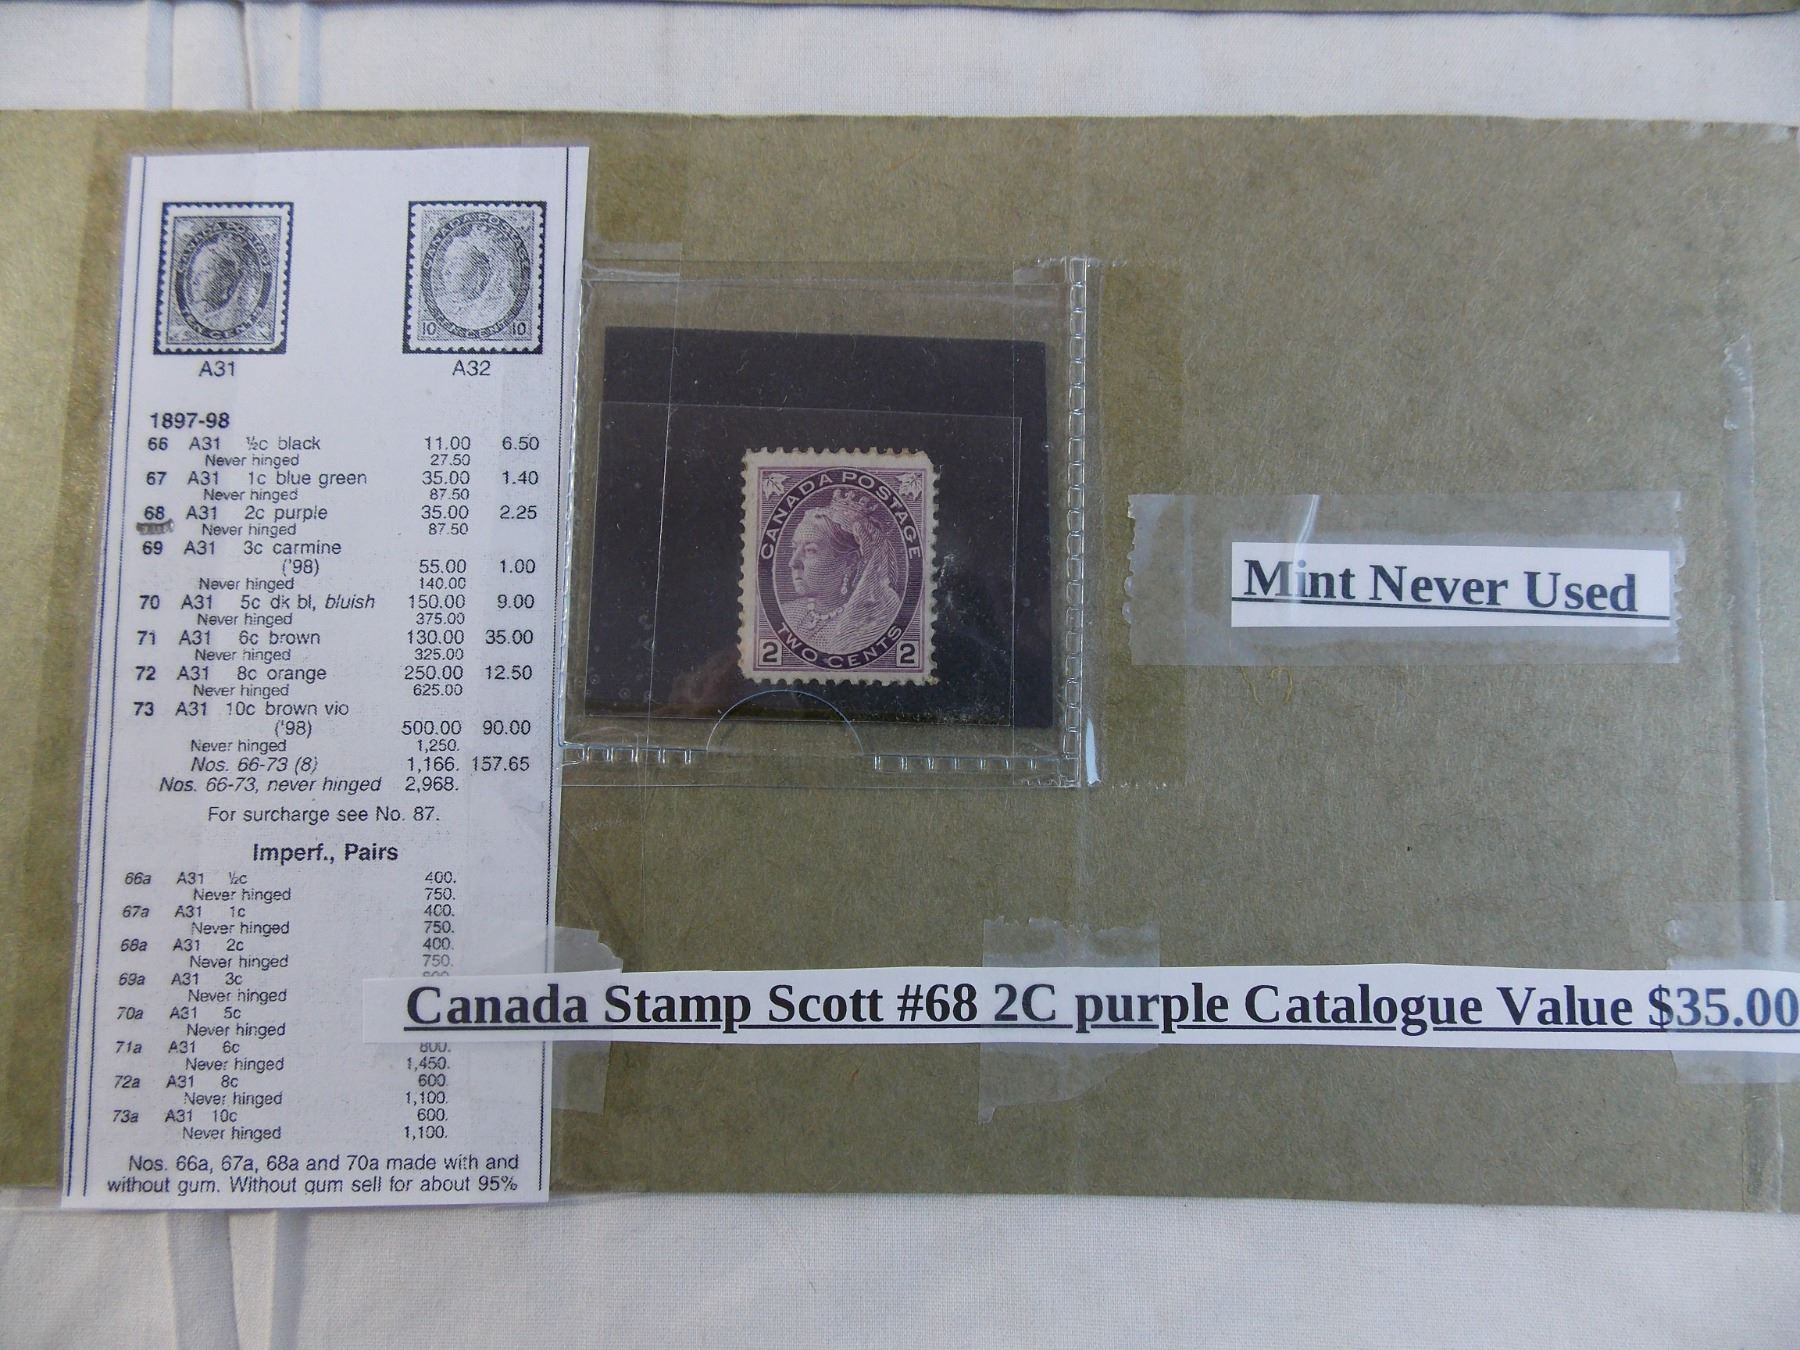 CANADA POSTAGE
TEN CENTS
A31
CANADA POSTAGE
10 TEN CENTS 10
A32
1897-98
66 A31 ½c black 11.00 6.50
Never hinged 27.50
67 A31 1c blue green 35.00 1.40
Never hinged 87.50
68 A31 2c purple 35.00 2.25
Never hinged 87.50
69 A31 3c carmine
('98) 55.00 1.00
Never hinged 140.00
70 A31 5c dk bl, bluish 150.00 9.00
Never hinged 375.00
71 A31 6c brown 130.00 35.00
Never hinged 325.00
72 A31 8c orange 250.00 12.50
Never hinged 625.00
73 A31 10c brown vio
('98) 500.00 90.00
Never hinged 1,250.
Nos. 66-73 (8) 1,166. 157.65
Nos. 66-73, never hinged 2,968.
For surcharge see No. 87.
Imperf., Pairs
66a A31 ½c 400.
Never hinged 750.
67a A31 1c 400.
Never hinged 750.
68a A31 2c 400.
Never hinged 750.
69a A31 3c
Never hinged
70a A31 5c
Never hinged
71a A31 6c 800.
Never hinged 1,450.
72a A31 8c 600.
Never hinged 1,100.
73a A31 10c 600.
Never hinged 1,100.
Nos. 66a, 67a, 68a and 70a made with and
without gum. Without gum sell for about 95%
CANADA POSTAGE
2 TWO CENTS 2
Mint Never Used
Canada Stamp Scott #68 2C purple Catalogue Value $35.00